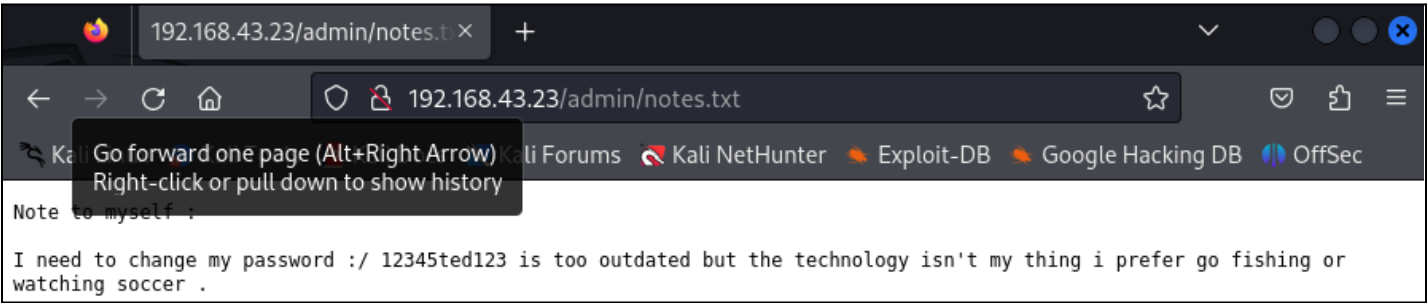 192.168.43.23/admin/notes.t
192.168.43.23/admin/notes.txt
Go forward one page (Alt+Right Arrow)
Right-click or pull down to show history
Ka
ali Forums
Kali NetHunter
Exploit-DB
Google Hacking DB
OffSec
Note to myself :
I need to change my password :/ 12345ted123 is too outdated but the technology isn't my thing i prefer go fishing or
watching soccer .